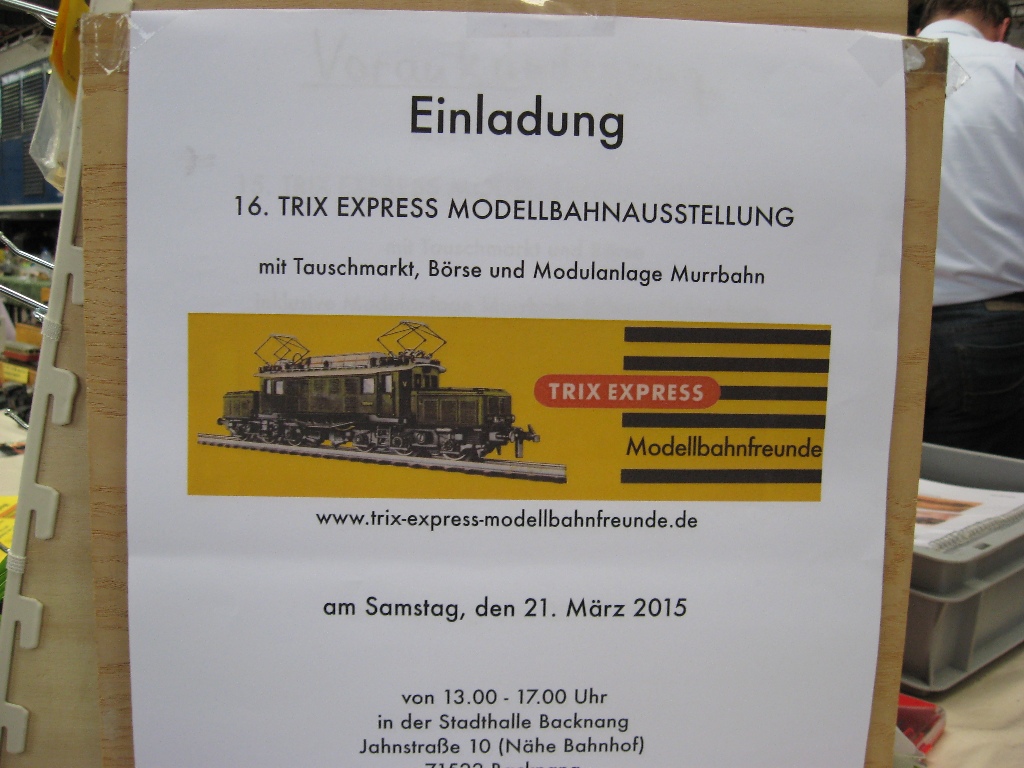 Einladung
16. TRIX EXPRESS MODELLBAHNAUSSTELLUNG
mit Tauschmarkt, Börse und Modulanlage Murrbahn
TRIX EXPRESS
Modellbahnfreunde
www.trix-express-modellbahnfreunde.de
am Samstag, den 21. März 2015
von 13.00 - 17.00 Uhr
in der Stadthalle Backnang
Jahnstraße 10 (Nähe Bahnhof)
71522 Backnang